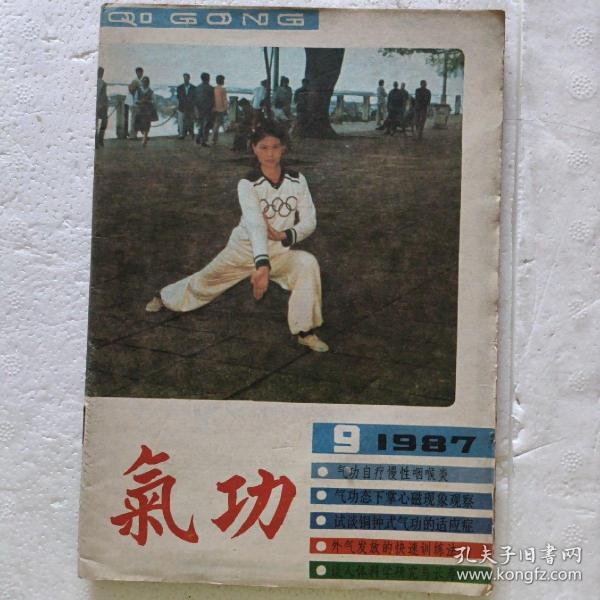 QI GONG
9 1987
气功自疗慢性咽喉炎
气功态下掌心磁现象观察
试谈铜钟式气功的适应症
外气发放的快速训练法
氣功
孔夫子旧书网
www.kongfz.com